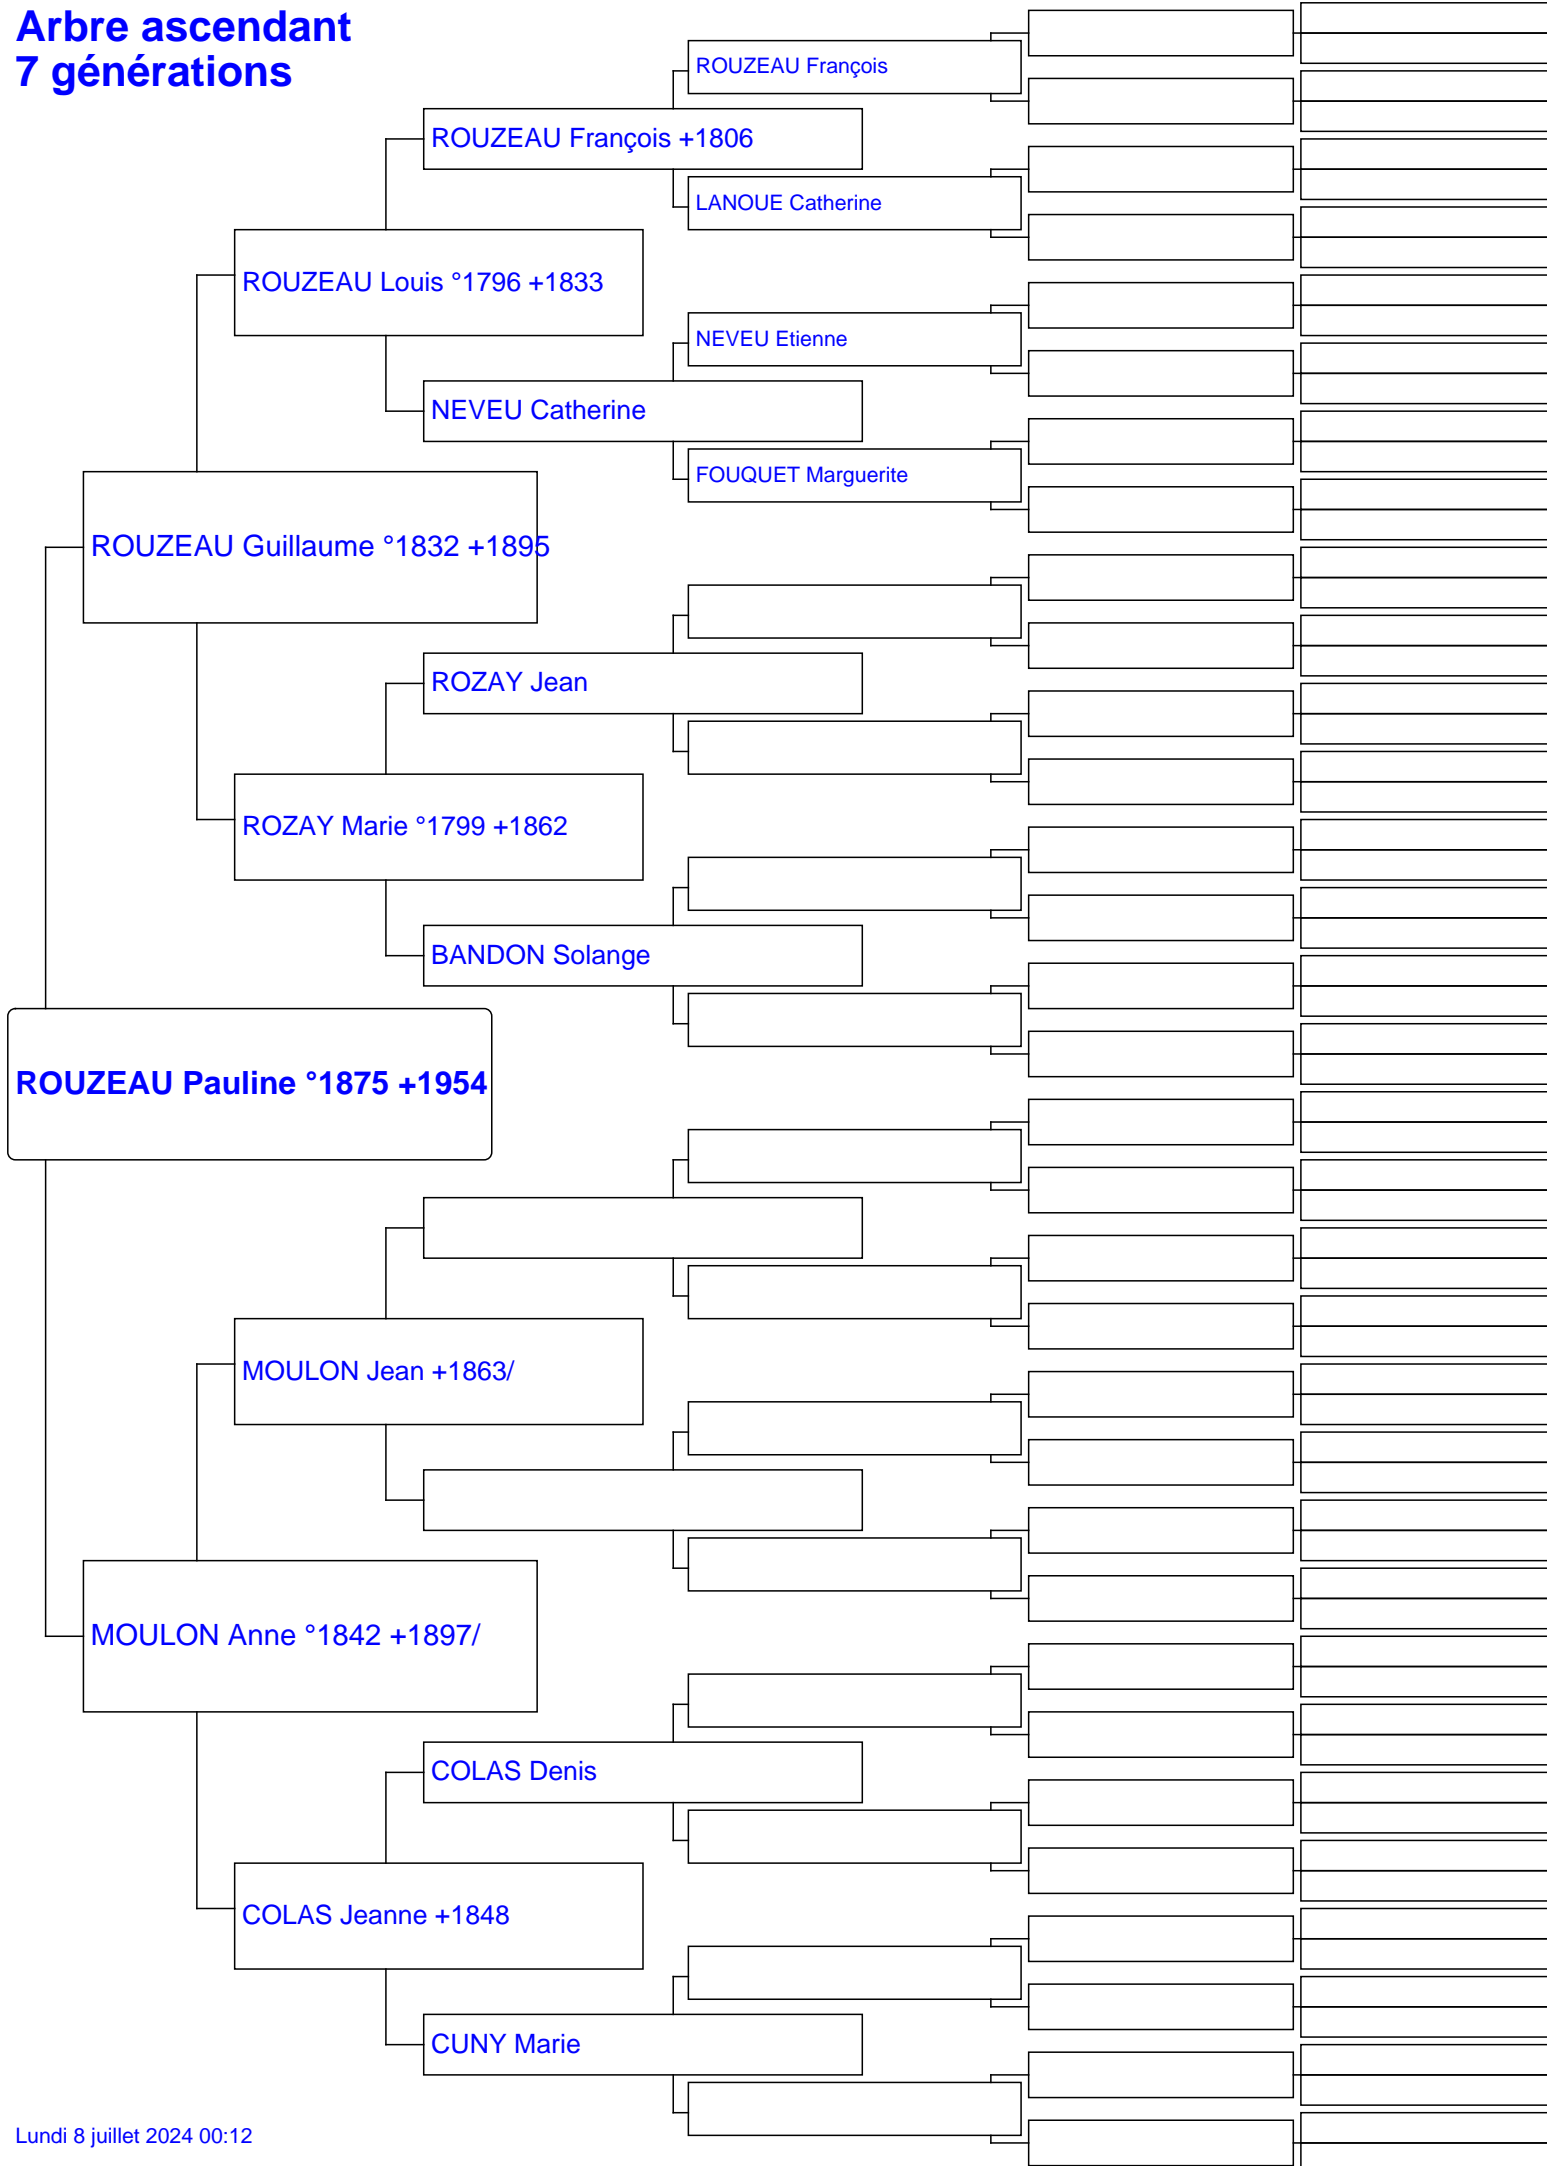 Arbre ascendant
7 générations
ROUZEAU François
ROUZEAU François +1806
LANOUE Catherine
ROUZEAU Louis °1796 +1833
NEVEU Etienne
NEVEU Catherine
FOUQUET Marguerite
ROUZEAU Guillaume °1832 +1895
ROZAY Jean
ROZAY Marie °1799 +1862
BANDON Solange
ROUZEAU Pauline °1875 +1954
MOULON Jean +1863/
MOULON Anne °1842 +1897/
COLAS Denis
COLAS Jeanne +1848
CUNY Marie
Lundi 8 juillet 2024 00:12